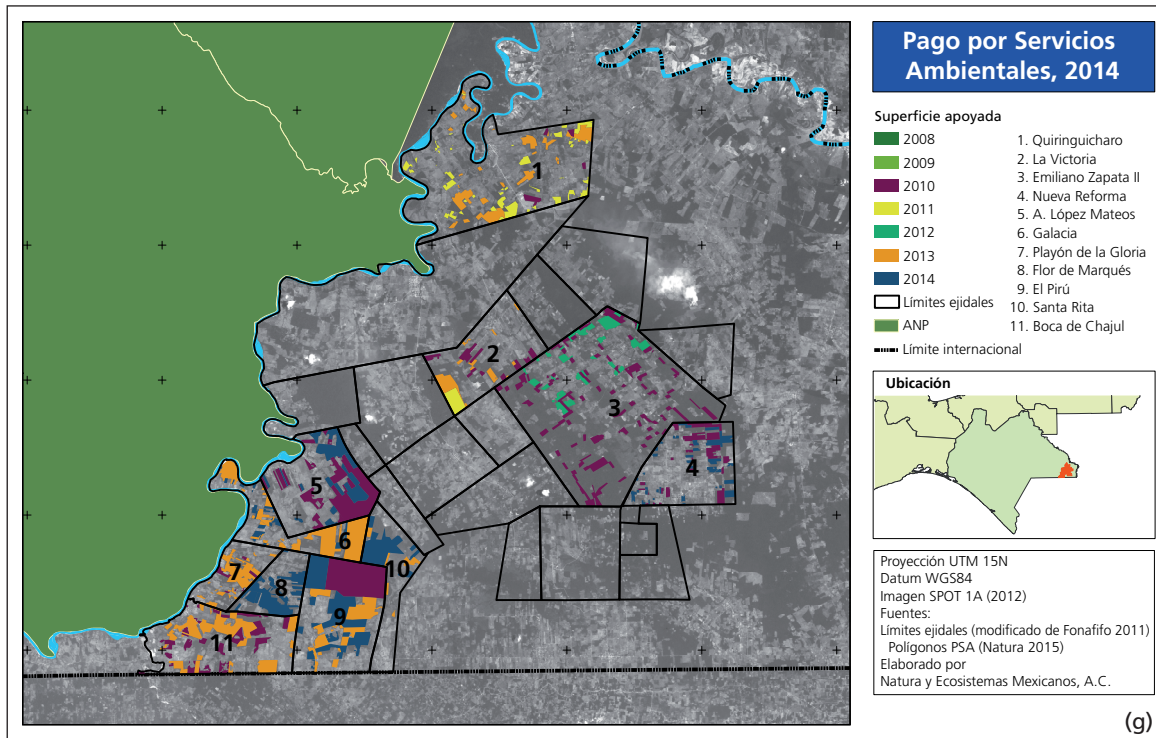 Pago por Servicios
Ambientales, 2014
Superficie apoyada
2008
2009
2010
2011
2012
2013
2014
Límites ejidales
ANP
Límite internacional
1. Quiringuicharo
2. La Victoria
3. Emiliano Zapata II
4. Nueva Reforma
5. A. López Mateos
6. Galacia
7. Playón de la Gloria
8. Flor de Marqués
9. El Pirú
10. Santa Rita
11. Boca de Chajul
Ubicación
Proyección UTM 15N
Datum WGS84
Imagen SPOT 1A (2012)
Fuentes:
Límites ejidales (modificado de Fonafifo 2011)
Polígonos PSA (Natura 2015)
Elaborado por
Natura y Ecosistemas Mexicanos, A.C.
(g)
1
2
3
4
5
6
10
7
8
9
11